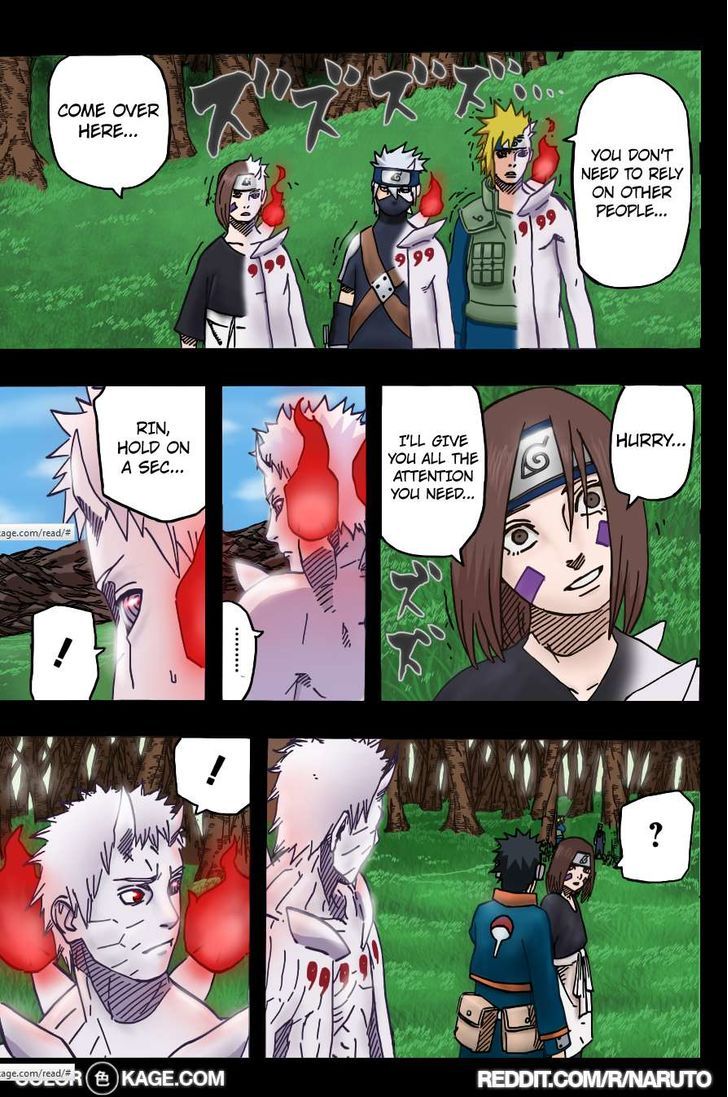 YOU DON'T
NEED TO RELY
ON OTHER
PEOPLE...
ズズズズ…
COME OVER
HERE...
HURRY...
I'LL GIVE
YOU ALL THE
ATTENTION
YOU NEED...
ズズ
.........
RIN,
HOLD ON
A SEC...
!
age.com/read/#
?
!
age.com/read/#
COLOR 色 KAGE.COM
REDDIT.COM/R/NARUTO